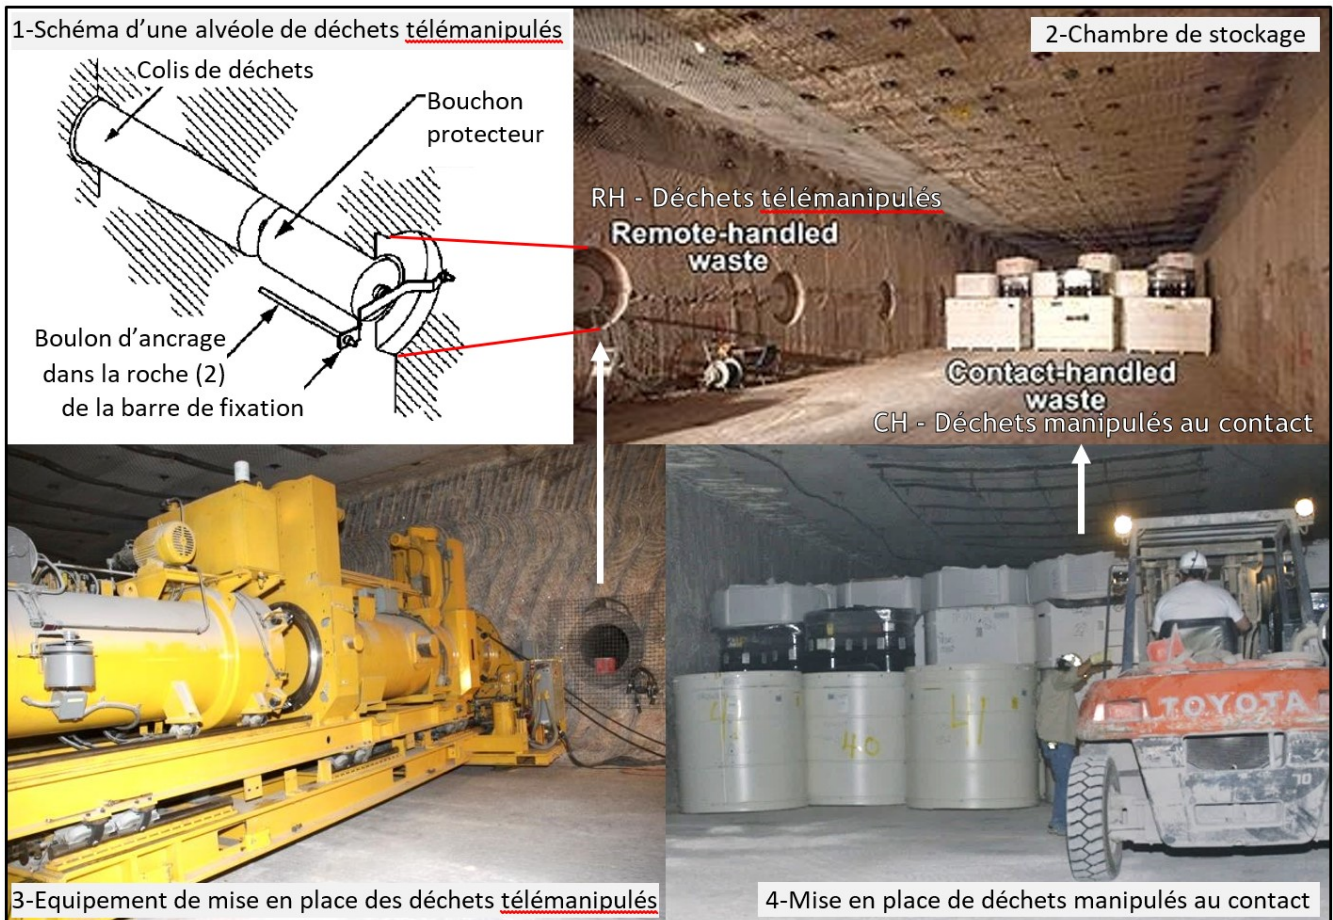 1-Schéma d'une alvéole de déchets télémanipulés
Colis de déchets
Bouchon
protecteur
Boulon d'ancrage
dans la roche (2)
de la barre de fixation
2-Chambre de stockage
RH - Déchets télémanipulés
Remote-handled
waste
Contact-handled
waste
CH - Déchets manipulés au contact
3-Equipement de mise en place des déchets télémanipulés
4-Mise en place de déchets manipulés au contact
40
TOYOTA